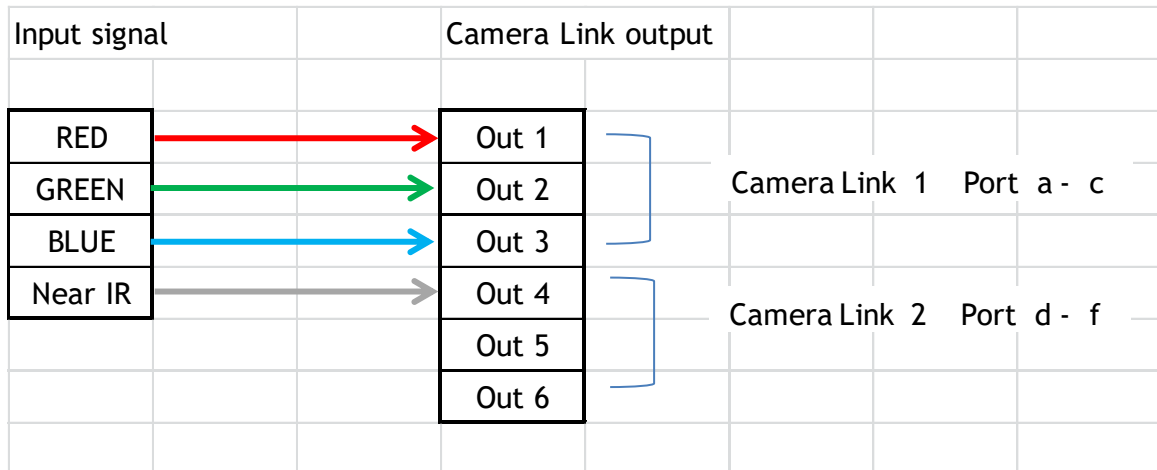 Input signal
Camera Link output
RED
Out 1
GREEN
Out 2
Camera Link 1 Port a - c
BLUE
Out 3
Near IR
Out 4
Camera Link 2 Port d - f
Out 5
Out 6